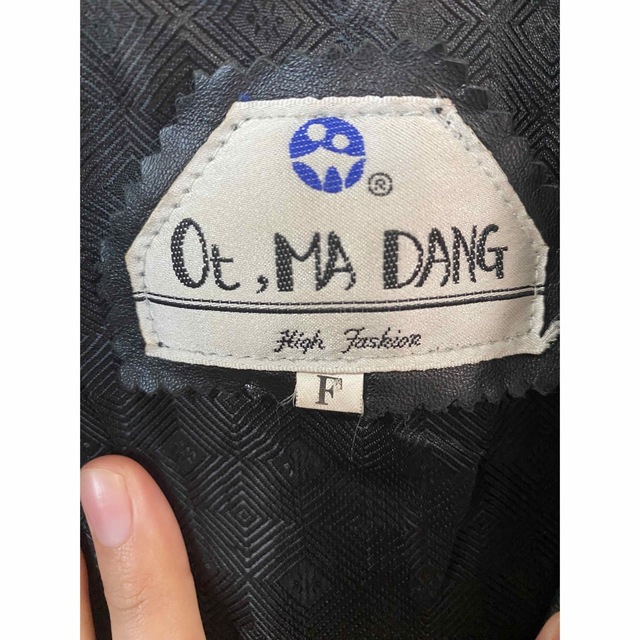 ®
Ot, MA DANG
High Fashion
F